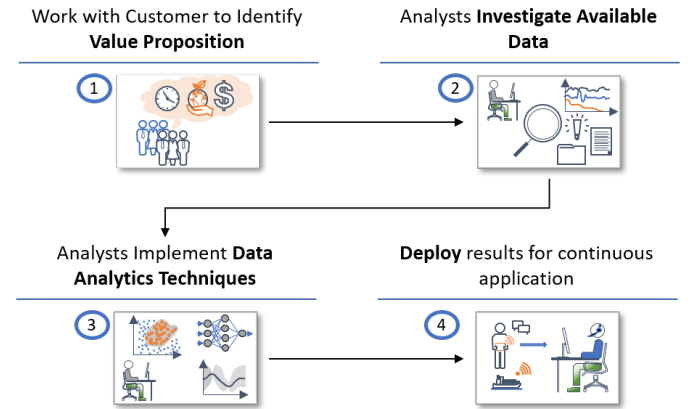 Work with Customer to Identify
Value Proposition
1
Analysts Investigate Available
Data
2
Analysts Implement Data
Analytics Techniques
3
Deploy results for continuous
application
4